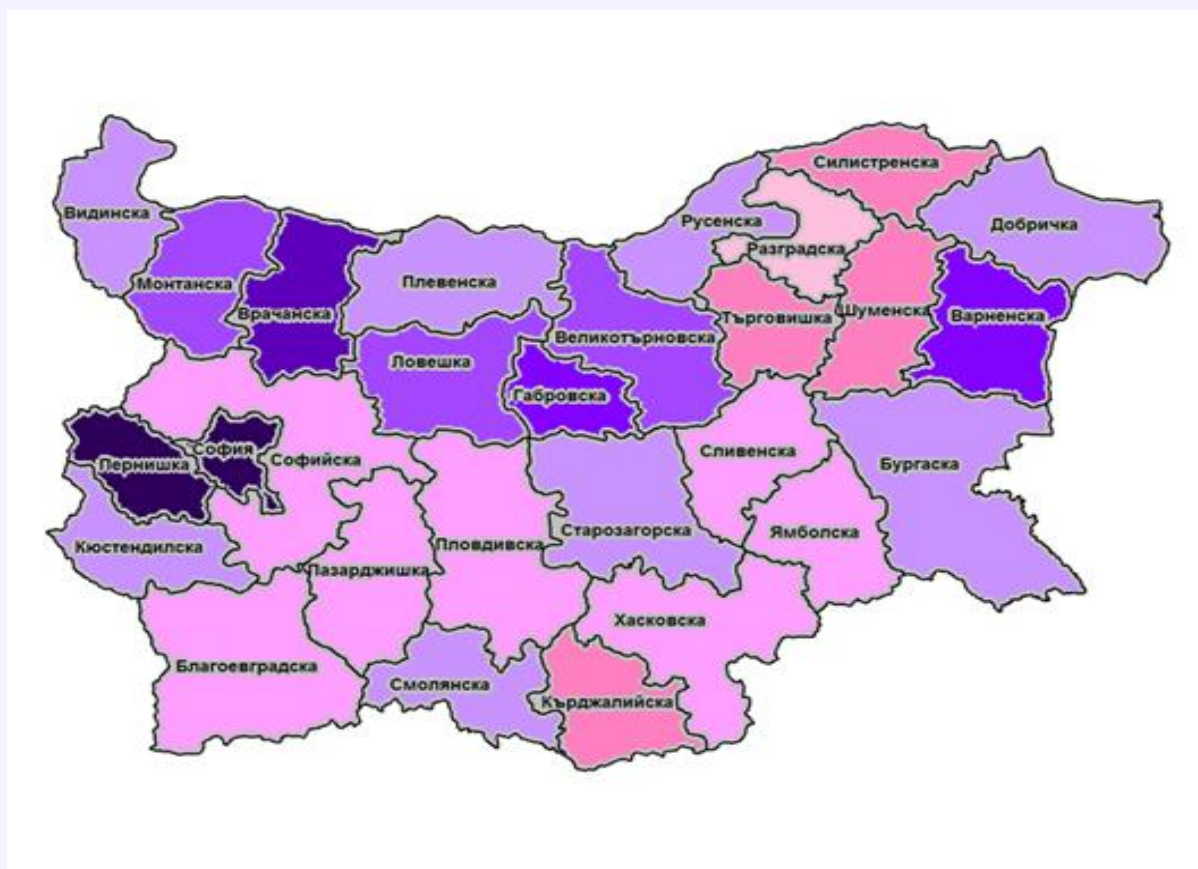 Силистренска
Видинска
Русенска
Добричка
Разградска
Монтанска
Плевенска
Врачанска
Търговишка
Шуменска
Варненска
Великотърновска
Ловешка
Габровска
София
Сливенска
Пернишка
Софийска
Бургаска
Старозагорска
Ямболска
Кюстендилска
Пловдивска
Пазарджишка
Хасковска
Благоевградска
Смолянска
Кърджалийска